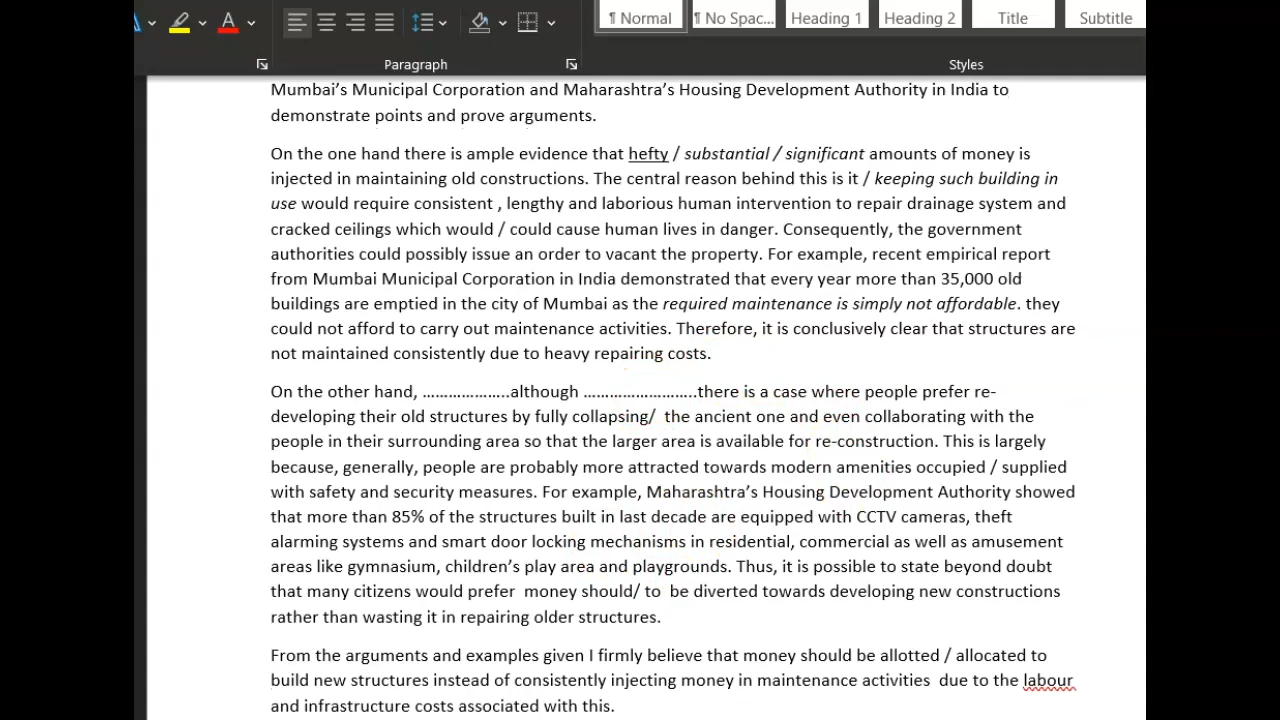 A
¶ Normal
¶ No Spac...
Heading 1
Heading 2
Title
Subtitle
Paragraph
Styles
Mumbai’s Municipal Corporation and Maharashtra’s Housing Development Authority in India to
demonstrate points and prove arguments.
On the one hand there is ample evidence that hefty / substantial / significant amounts of money is
injected in maintaining old constructions. The central reason behind this is it / keeping such building in
use would require consistent , lengthy and laborious human intervention to repair drainage system and
cracked ceilings which would / could cause human lives in danger. Consequently, the government
authorities could possibly issue an order to vacant the property. For example, recent empirical report
from Mumbai Municipal Corporation in India demonstrated that every year more than 35,000 old
buildings are emptied in the city of Mumbai as the required maintenance is simply not affordable. they
could not afford to carry out maintenance activities. Therefore, it is conclusively clear that structures are
not maintained consistently due to heavy repairing costs.
On the other hand, ………………..although ……………………..there is a case where people prefer re-
developing their old structures by fully collapsing/  the ancient one and even collaborating with the
people in their surrounding area so that the larger area is available for re-construction. This is largely
because, generally, people are probably more attracted towards modern amenities occupied / supplied
with safety and security measures. For example, Maharashtra’s Housing Development Authority showed
that more than 85% of the structures built in last decade are equipped with CCTV cameras, theft
alarming systems and smart door locking mechanisms in residential, commercial as well as amusement
areas like gymnasium, children’s play area and playgrounds. Thus, it is possible to state beyond doubt
that many citizens would prefer  money should/ to  be diverted towards developing new constructions
rather than wasting it in repairing older structures.
From the arguments and examples given I firmly believe that money should be allotted / allocated to
build new structures instead of consistently injecting money in maintenance activities  due to the labour
and infrastructure costs associated with this.